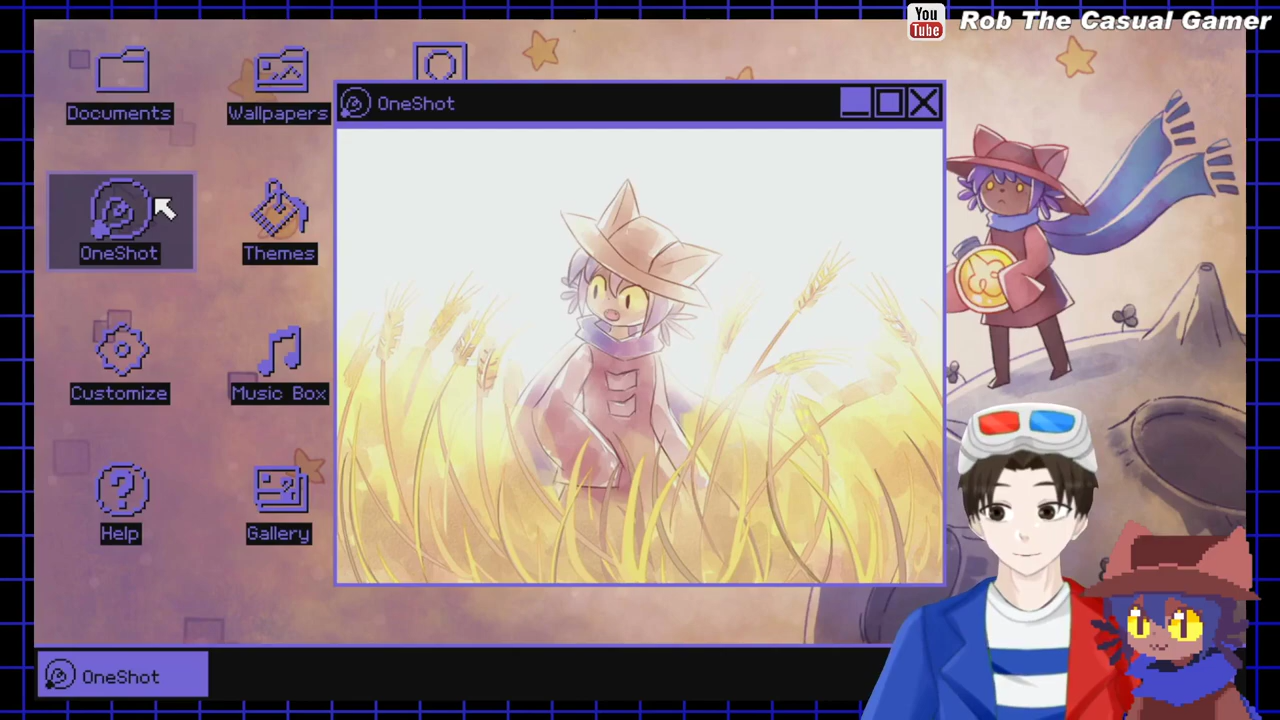 You
Tube
Rob The Casual Gamer
Documents
Wallpapers
OneShot
OneShot
Themes
Customize
Music Box
Help
Gallery
OneShot